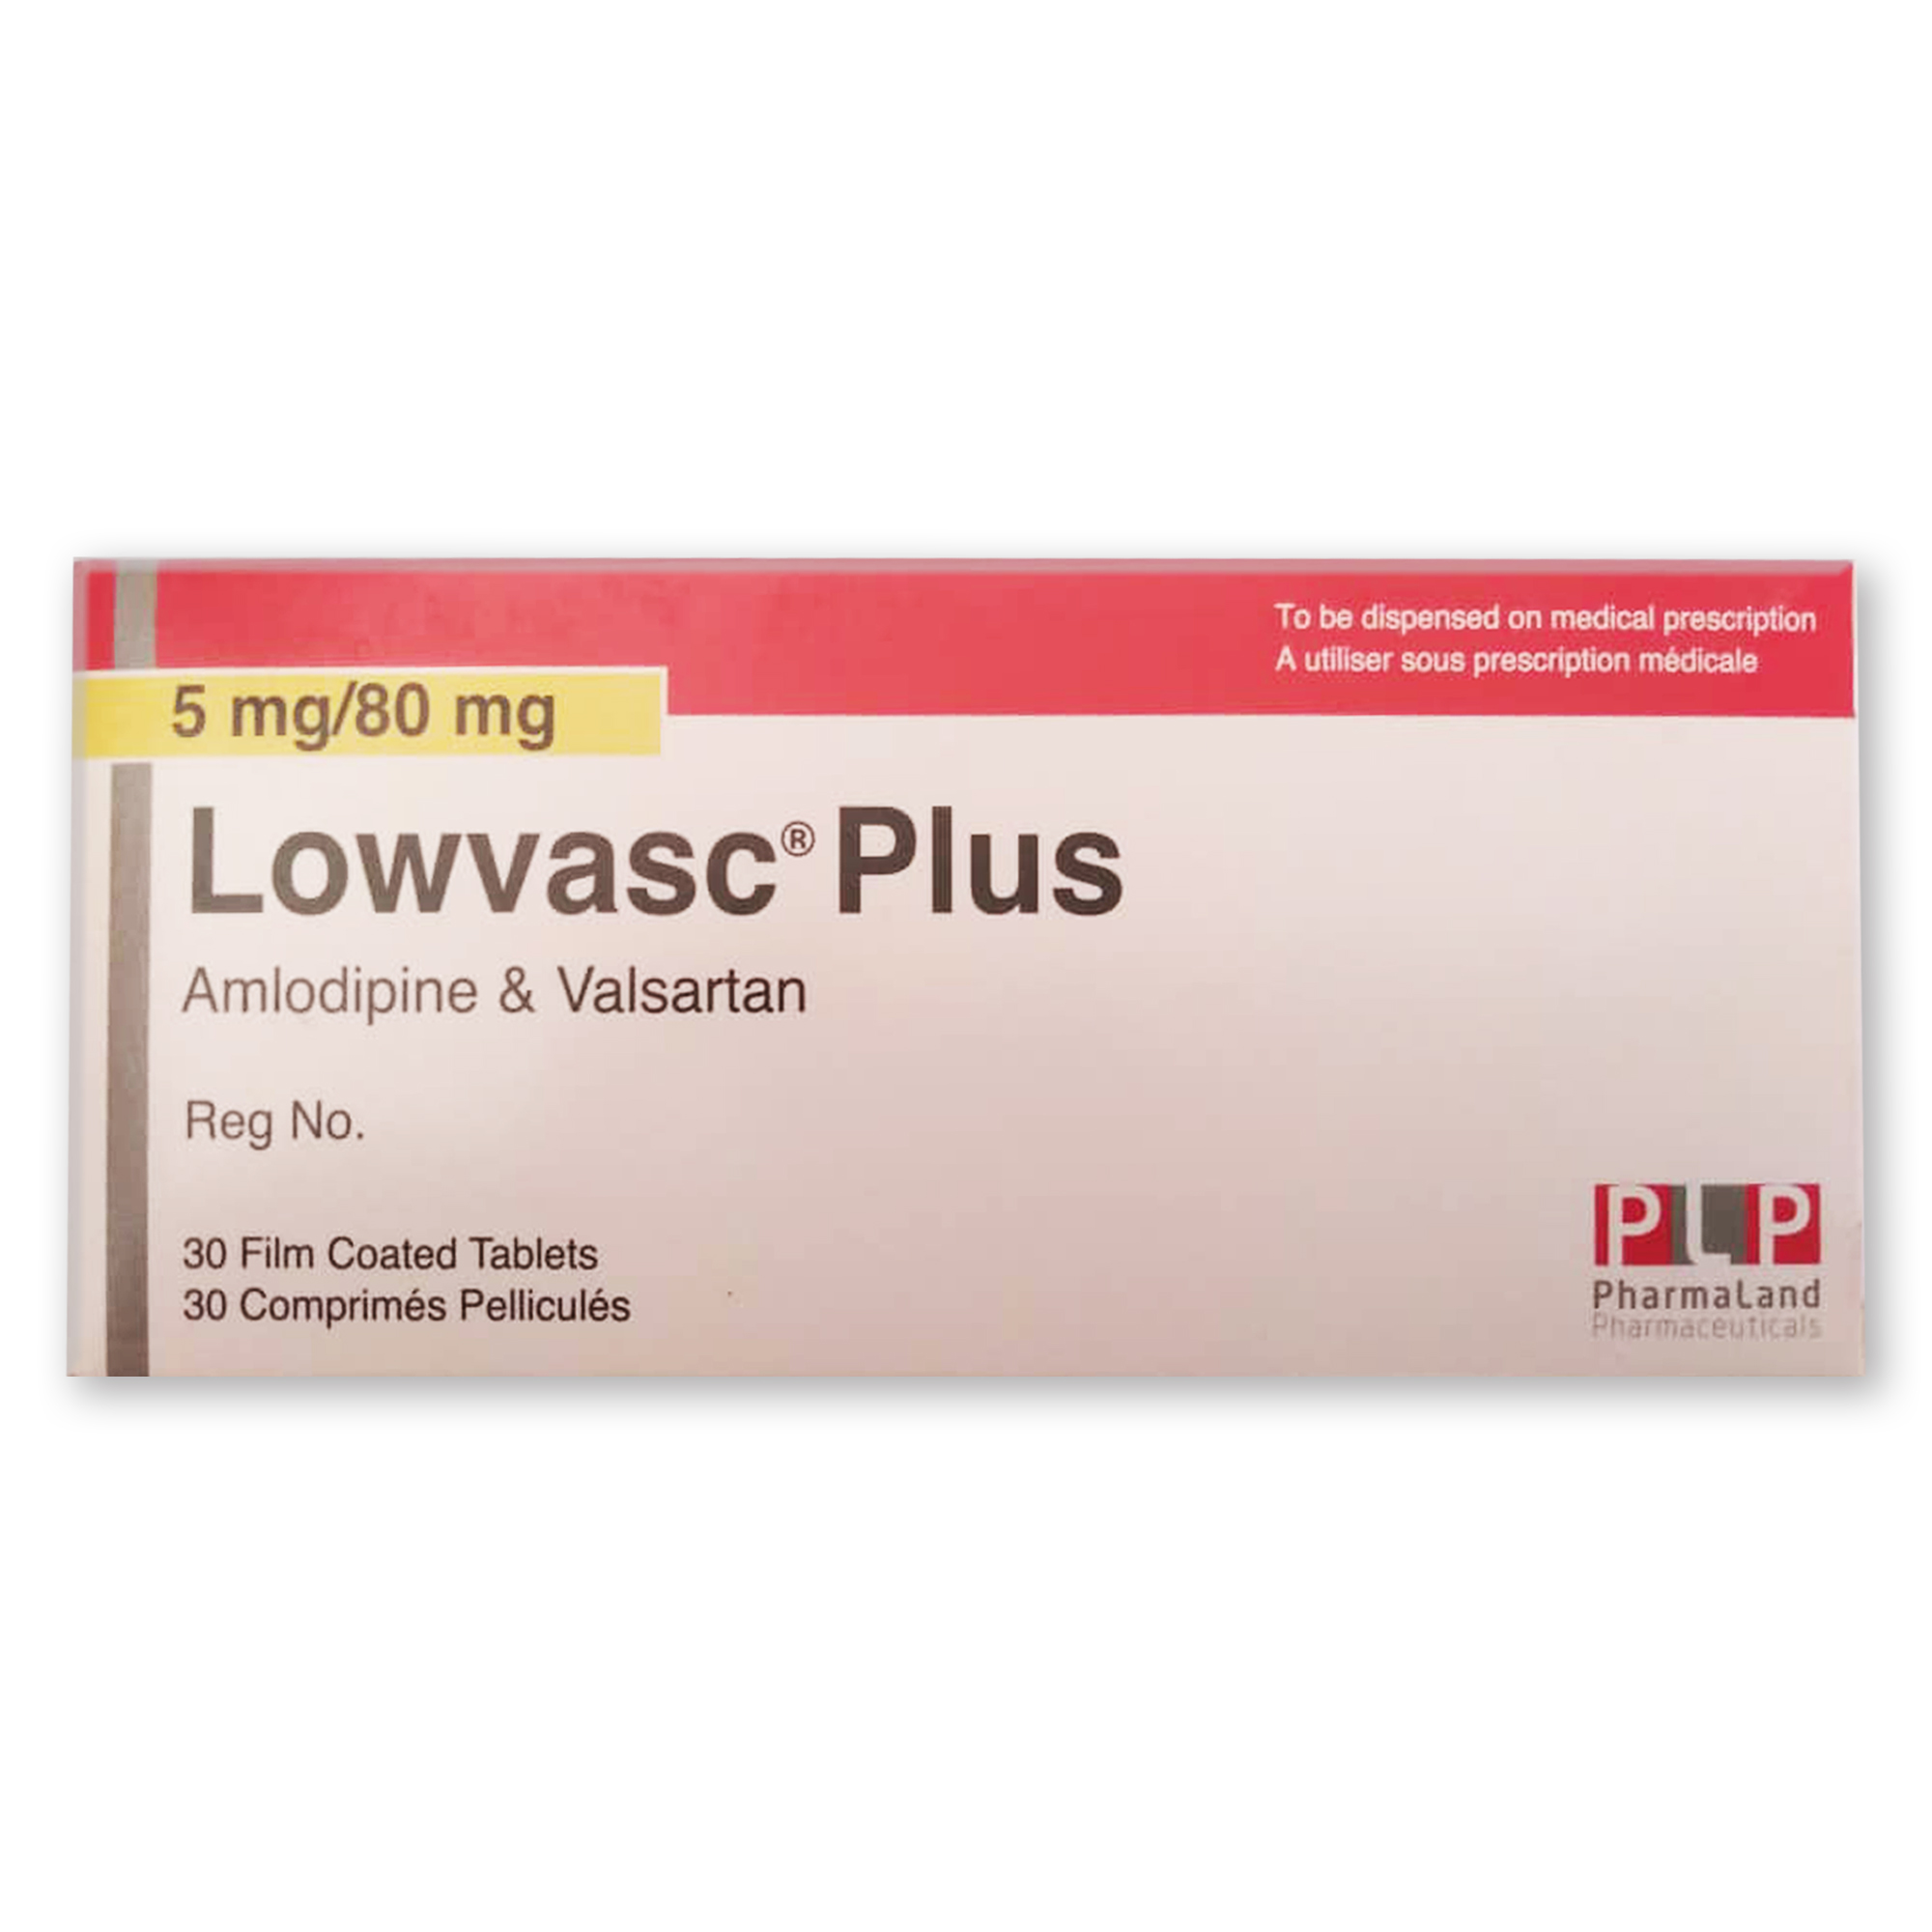 To be dispensed on medical prescription
A utiliser sous prescription médicale
5 mg/80 mg
Lowvasc® Plus
Amlodipine & Valsartan
Reg No.
30 Film Coated Tablets
30 Comprimés Pelliculés
PLP
PharmaLand
Pharmaceuticals